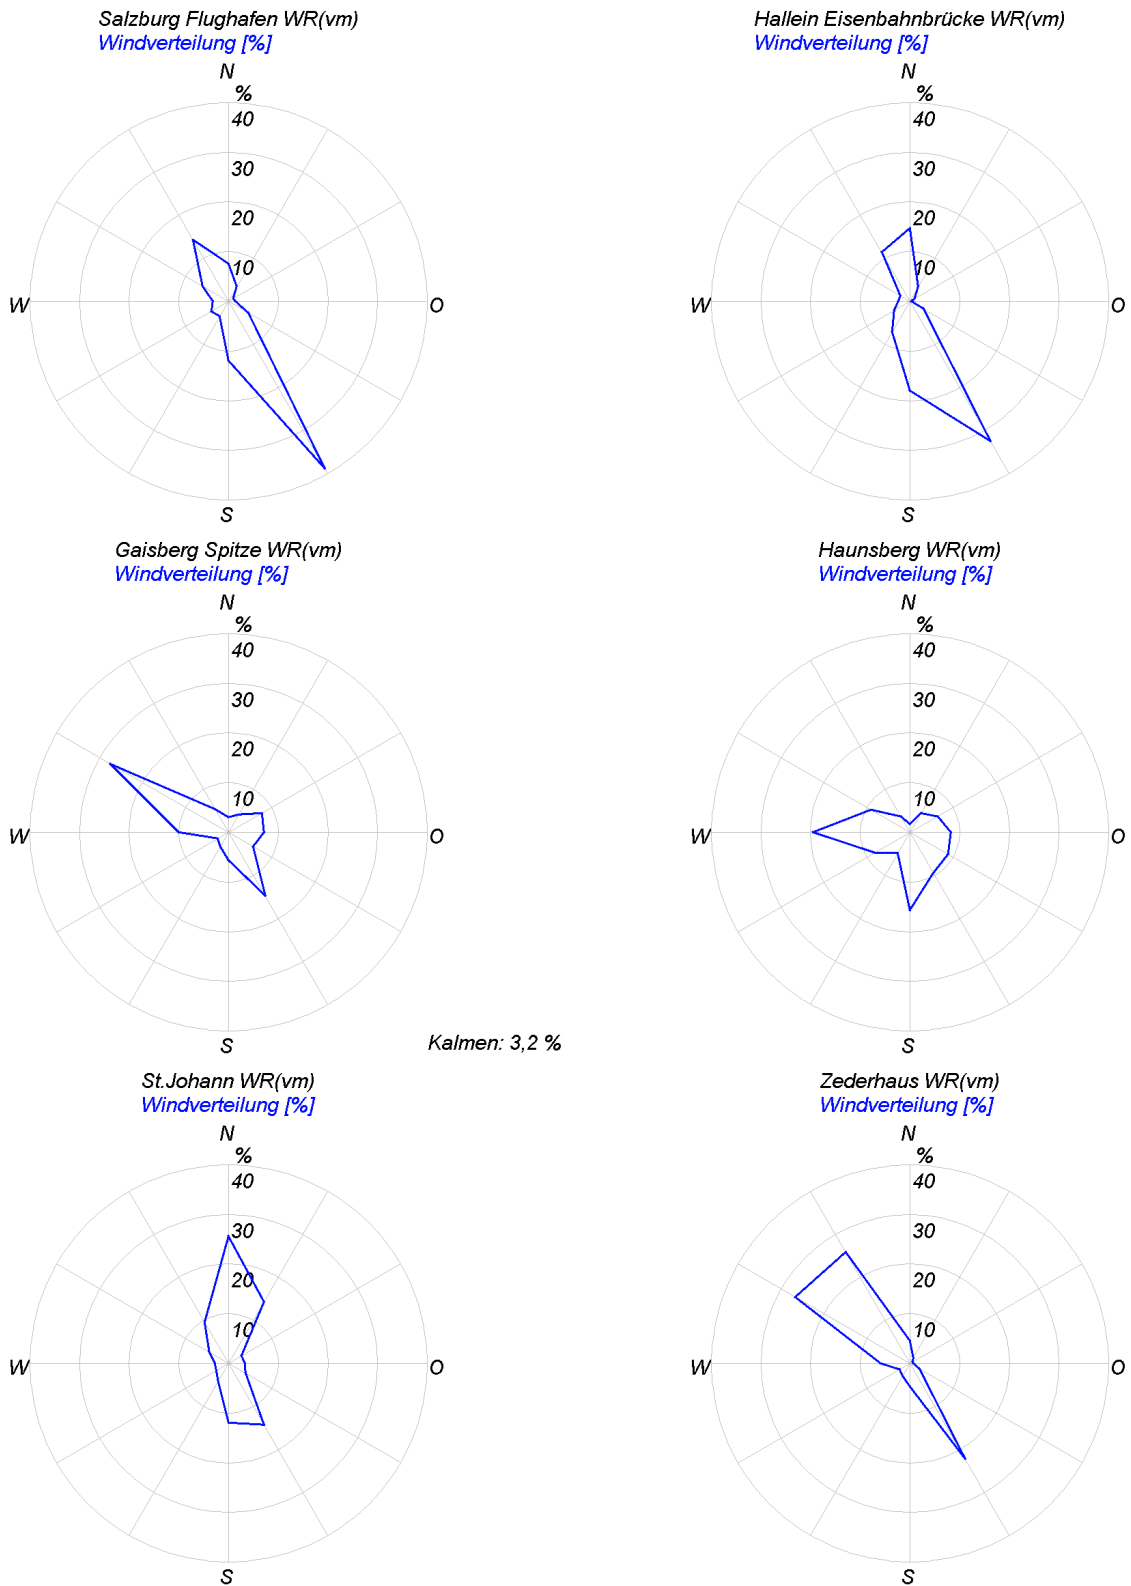 Salzburg Flughafen WR(vm)
Windverteilung [%]
N
%
40
30
20
10
W
O
S
Hallein Eisenbahnbrücke WR(vm)
Windverteilung [%]
N
%
40
30
20
10
W
O
S
Gaisberg Spitze WR(vm)
Windverteilung [%]
N
%
40
30
20
10
W
O
S
Kalmen: 3,2 %
Haunsberg WR(vm)
Windverteilung [%]
N
%
40
30
20
10
W
O
S
St.Johann WR(vm)
Windverteilung [%]
N
%
40
30
20
10
W
O
S
Zederhaus WR(vm)
Windverteilung [%]
N
%
40
30
20
10
W
O
S